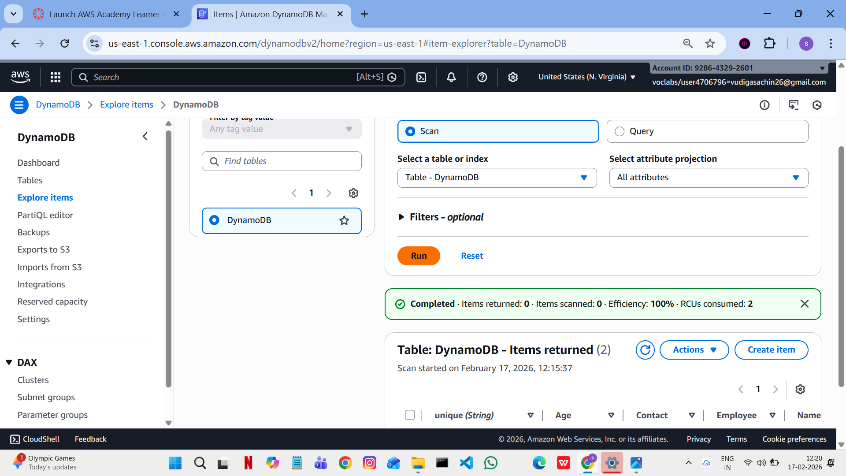 Launch AWS Academy Learner
Items | Amazon DynamoDB Ma
us-east-1.console.aws.amazon.com/dynamodbv2/home?region=us-east-1#item-explorer?table=DynamoDB
S
aws
Search
[Alt+S]
United States (N. Virginia)
Account ID: 9286-4329-2601
voclabs/user4706796=vudigasachin26@gmail.com
DynamoDB
Explore items
DynamoDB
DynamoDB
Dashboard
Tables
Explore items
PartiQL editor
Backups
Exports to S3
Imports from S3
Integrations
Reserved capacity
Settings
DAX
Clusters
Subnet groups
Parameter groups
Filter by tag value
Any tag value
Find tables
1
DynamoDB
Scan
Query
Select a table or index
Select attribute projection
Table - DynamoDB
All attributes
Filters - optional
Run
Reset
Completed · Items returned: 0 · Items scanned: 0 · Efficiency: 100% · RCUs consumed: 2
Table: DynamoDB - Items returned (2)
Actions
Create item
Scan started on February 17, 2026, 12:15:37
1
unique (String)
Age
Contact
Employee
Name
CloudShell
Feedback
© 2026, Amazon Web Services, Inc. or its affiliates.
Privacy
Terms
Cookie preferences
1
Olympic Games
Today's updates
ENG
IN
12:20
17-02-2026